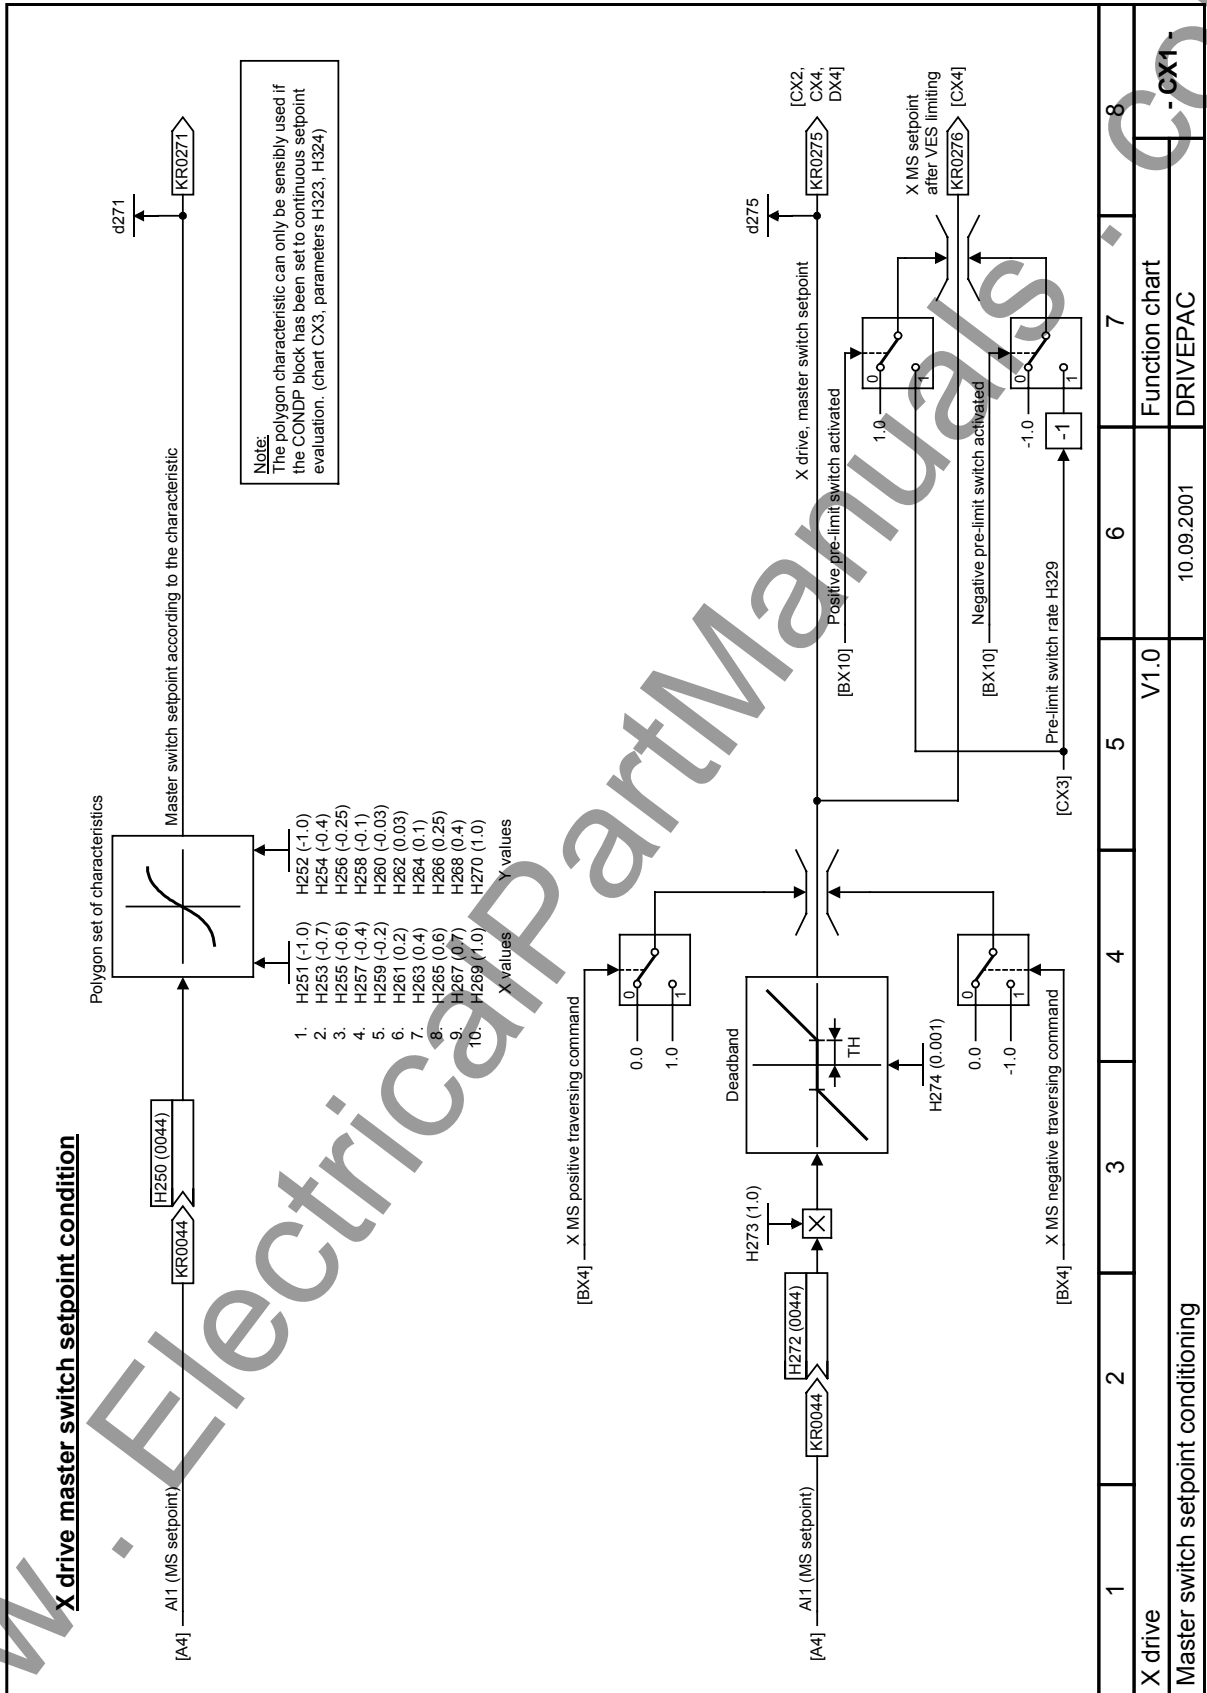 X drive master switch setpoint condition
[A4]
AI1 (MS setpoint)
KR0044
H250 (0044)
Polygon set of characteristics
Master switch setpoint according to the characteristic
d271
KR0271
1. H251 (-1.0) H252 (-1.0)
2. H253 (-0.7) H254 (-0.4)
3. H255 (-0.6) H256 (-0.25)
4. H257 (-0.4) H258 (-0.1)
5. H259 (-0.2) H260 (-0.03)
6. H261 (0.2) H262 (0.03)
7. H263 (0.4) H264 (0.1)
8. H265 (0.6) H266 (0.25)
9. H267 (0.7) H268 (0.4)
10. H269 (1.0) H270 (1.0)
X values Y values
Note:
The polygon characteristic can only be sensibly used if
the CONDP block has been set to continuous setpoint
evaluation. (chart CX3, parameters H323, H324)
[BX4]
X MS positive traversing command
0.0
1.0
0
1
[A4]
AI1 (MS setpoint)
KR0044
H272 (0044)
H273 (1.0)
X
Deadband
TH
H274 (0.001)
[BX4]
X MS negative traversing command
0.0
-1.0
0
1
X drive, master switch setpoint
d275
KR0275
[CX2,
CX4,
DX4]
[BX10]
Positive pre-limit switch activated
1.0
0
1
X MS setpoint
after VES limiting
KR0276
[CX4]
[BX10]
Negative pre-limit switch activated
-1.0
0
1
[CX3]
Pre-limit switch rate H329
-1
1 2 3 4 5 6 7 8
X drive
V1.0
Function chart
- CX1 -
Master switch setpoint conditioning
10.09.2001
DRIVEPAC
w . ElectricalPartManuals . co